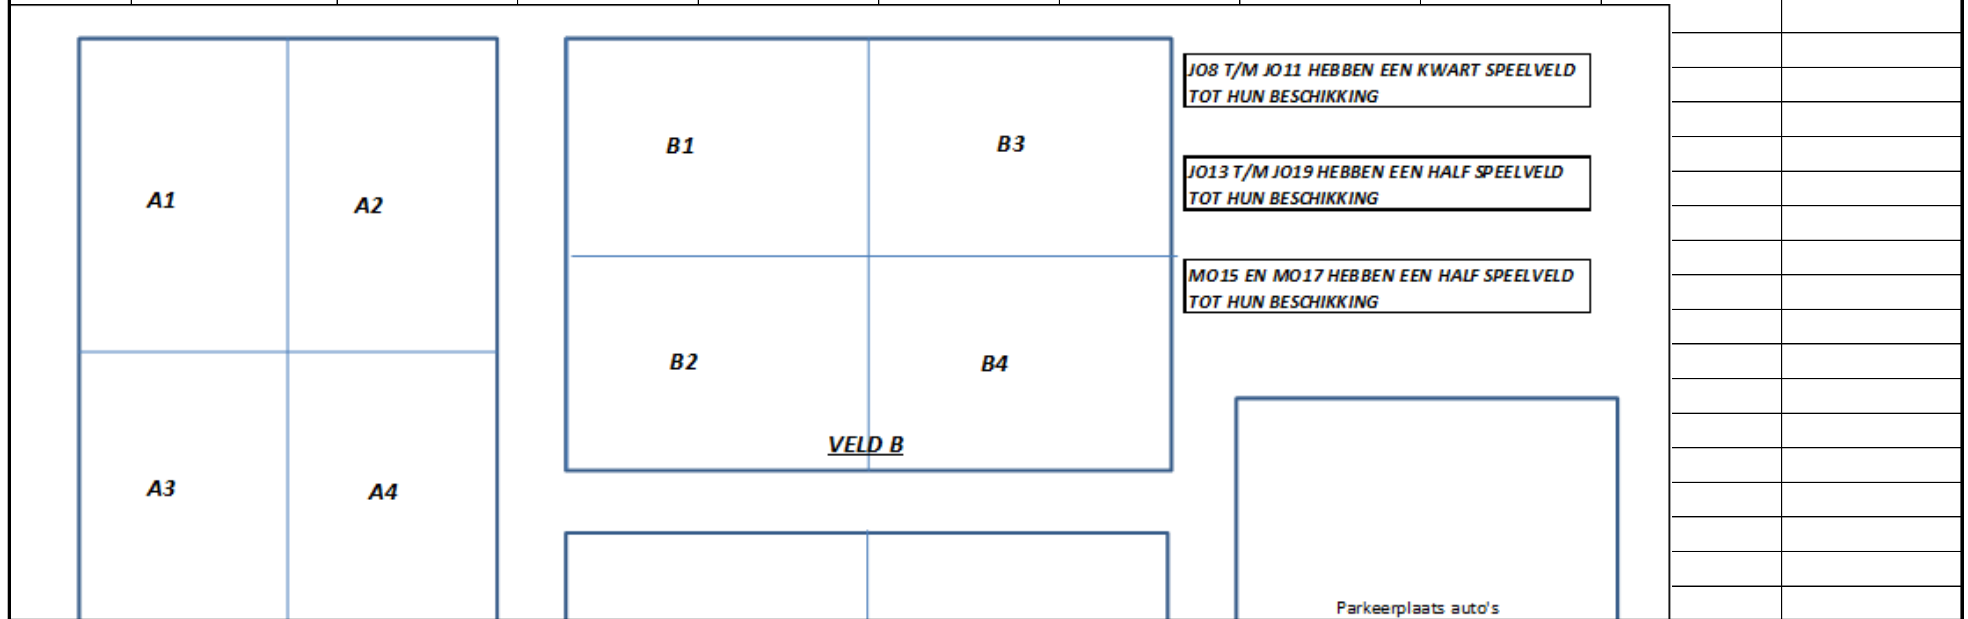 JO8 T/M JO11 HEBBEN EEN KWART SPEELVELD
TOT HUN BESCHIKKING
B1
B3
JO13 T/M JO19 HEBBEN EEN HALF SPEELVELD
TOT HUN BESCHIKKING
A1
A2
MO15 EN MO17 HEBBEN EEN HALF SPEELVELD
TOT HUN BESCHIKKING
B2
B4
VELD B
A3
A4
Parkeerplaats auto's